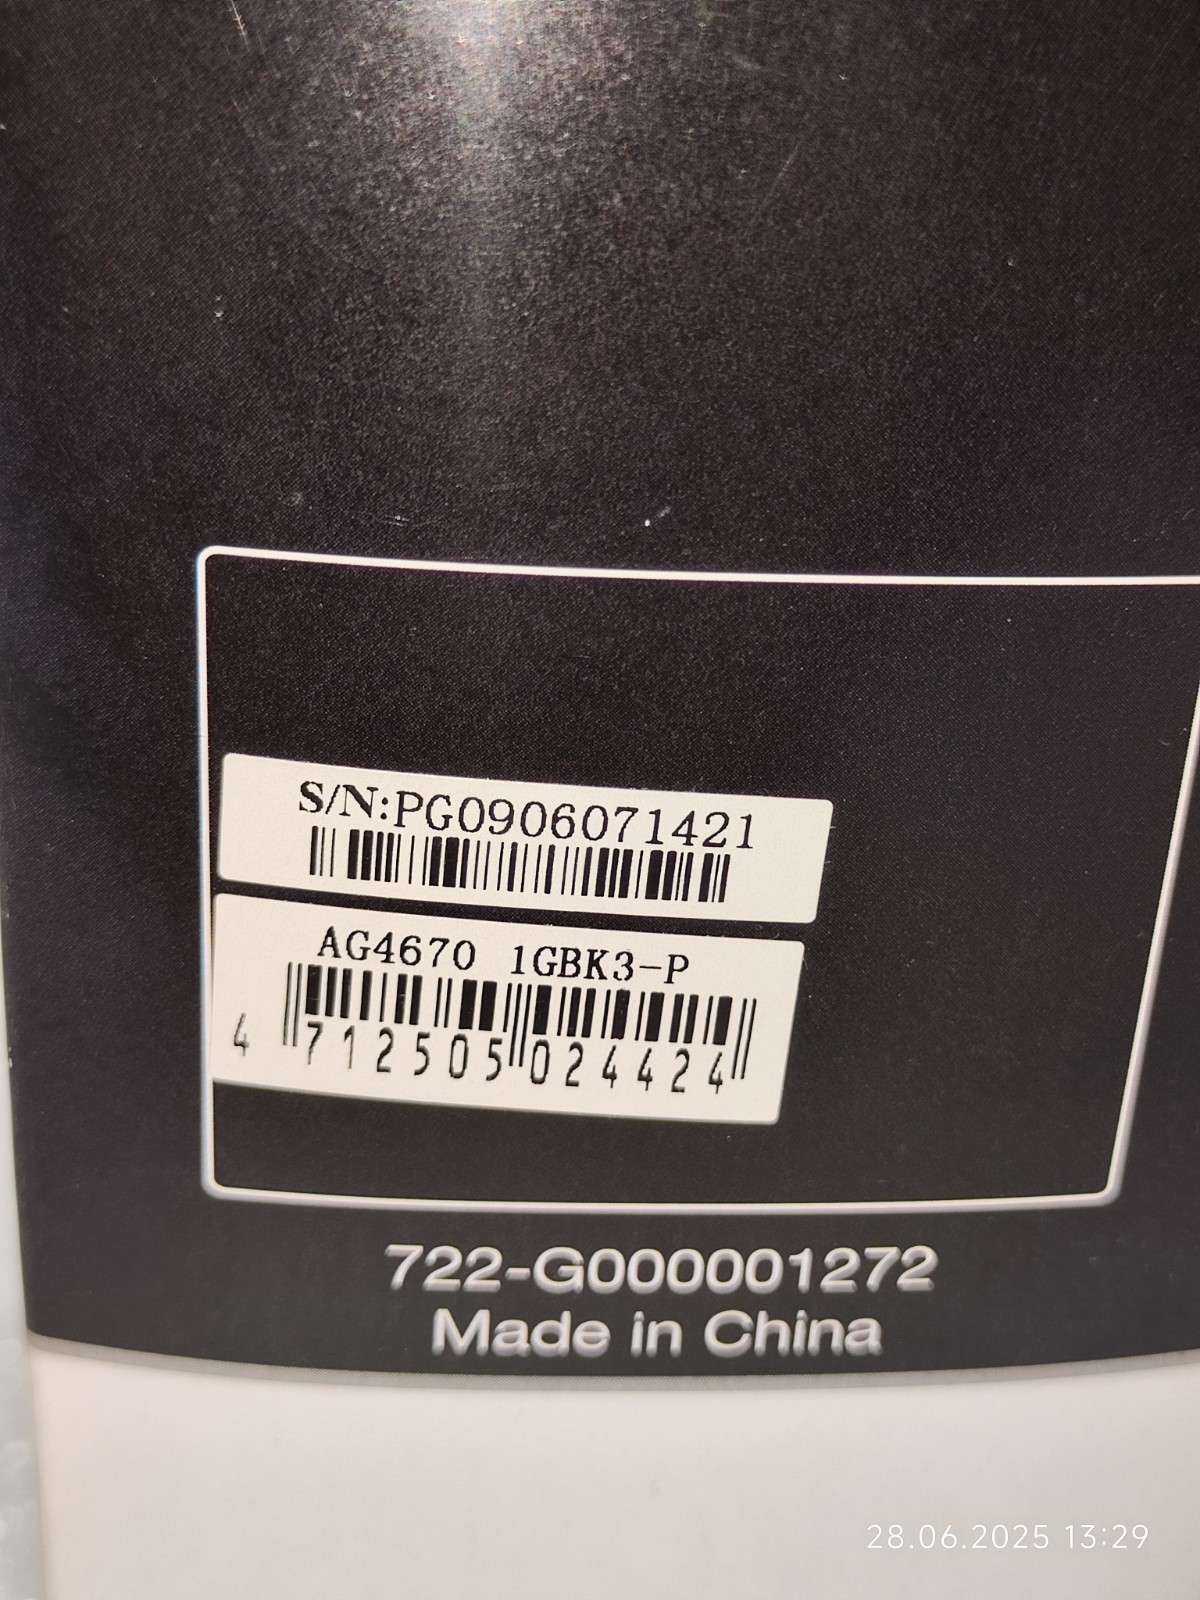 S/N:PG0906071421
AG4670 1GBK3-P
4 712505 024424
722-G000001272
Made in China
28.06.2025 13:29